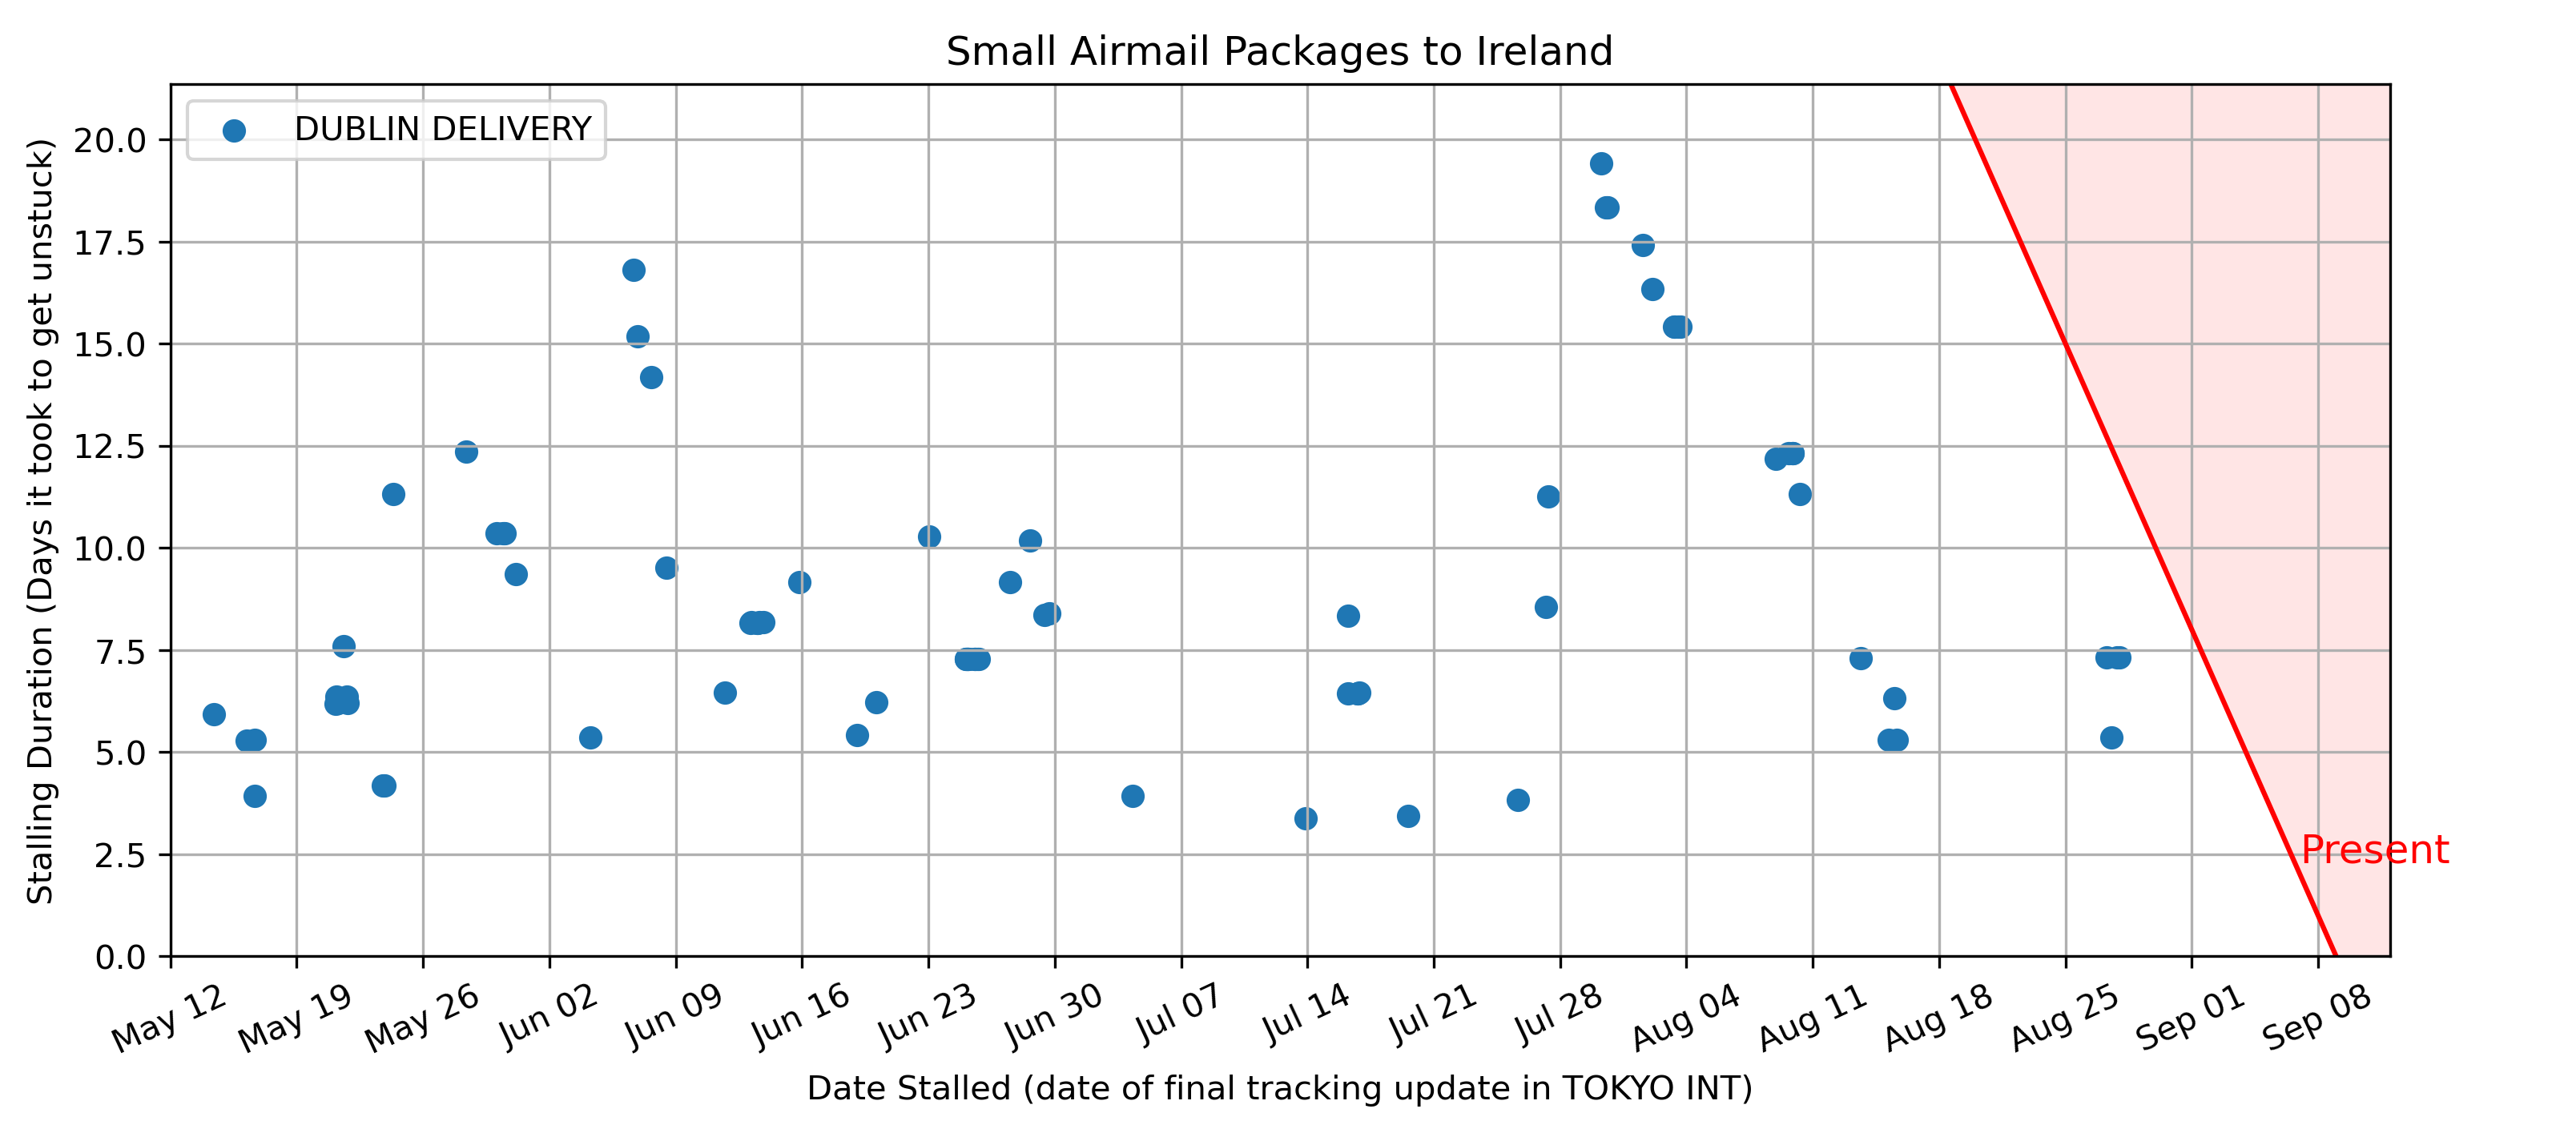 Small Airmail Packages to Ireland
DUBLIN DELIVERY
Stalling Duration (Days it took to get unstuck)
20.0
17.5
15.0
12.5
10.0
7.5
5.0
2.5
0.0
Present
May 12
May 19
May 26
Jun 02
Jun 09
Jun 16
Jun 23
Jun 30
Jul 07
Jul 14
Jul 21
Jul 28
Aug 04
Aug 11
Aug 18
Aug 25
Sep 01
Sep 08
Date Stalled (date of final tracking update in TOKYO INT)